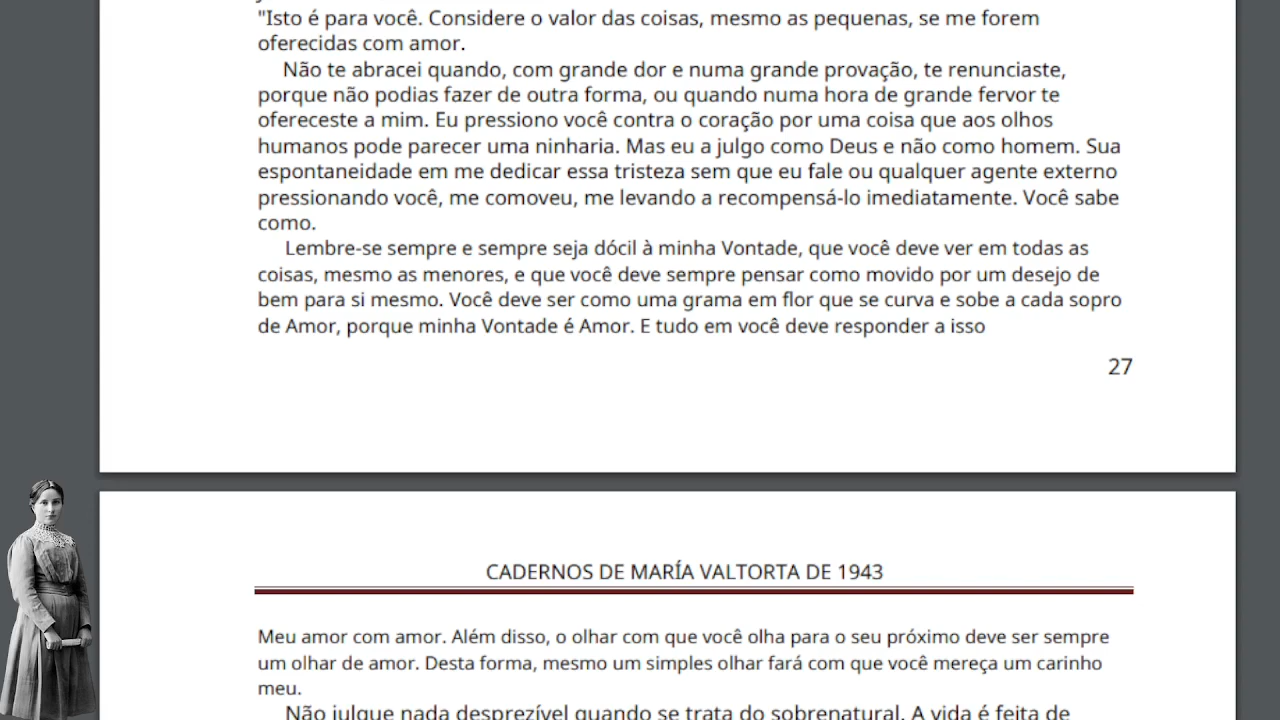 "Isto é para você. Considere o valor das coisas, mesmo as pequenas, se me forem
oferecidas com amor.
Não te abracei quando, com grande dor e numa grande provação, te renunciaste,
porque não podias fazer de outra forma, ou quando numa hora de grande fervor te
ofereceste a mim. Eu pressiono você contra o coração por uma coisa que aos olhos
humanos pode parecer uma ninharia. Mas eu a julgo como Deus e não como homem. Sua
espontaneidade em me dedicar essa tristeza sem que eu fale ou qualquer agente externo
pressionando você, me comoveu, me levando a recompensá-lo imediatamente. Você sabe
como.
Lembre-se sempre e sempre seja dócil à minha Vontade, que você deve ver em todas as
coisas, mesmo as menores, e que você deve sempre pensar como movido por um desejo de
bem para si mesmo. Você deve ser como uma grama em flor que se curva e sobe a cada sopro
de Amor, porque minha Vontade é Amor. E tudo em você deve responder a isso
27
CADERNOS DE MARÍA VALTORTA DE 1943
Meu amor com amor. Além disso, o olhar com que você olha para o seu próximo deve ser sempre
um olhar de amor. Desta forma, mesmo um simples olhar fará com que você mereça um carinho
meu.
Não julgue nada desprezível quando se trata do sobrenatural. A vida é feita de